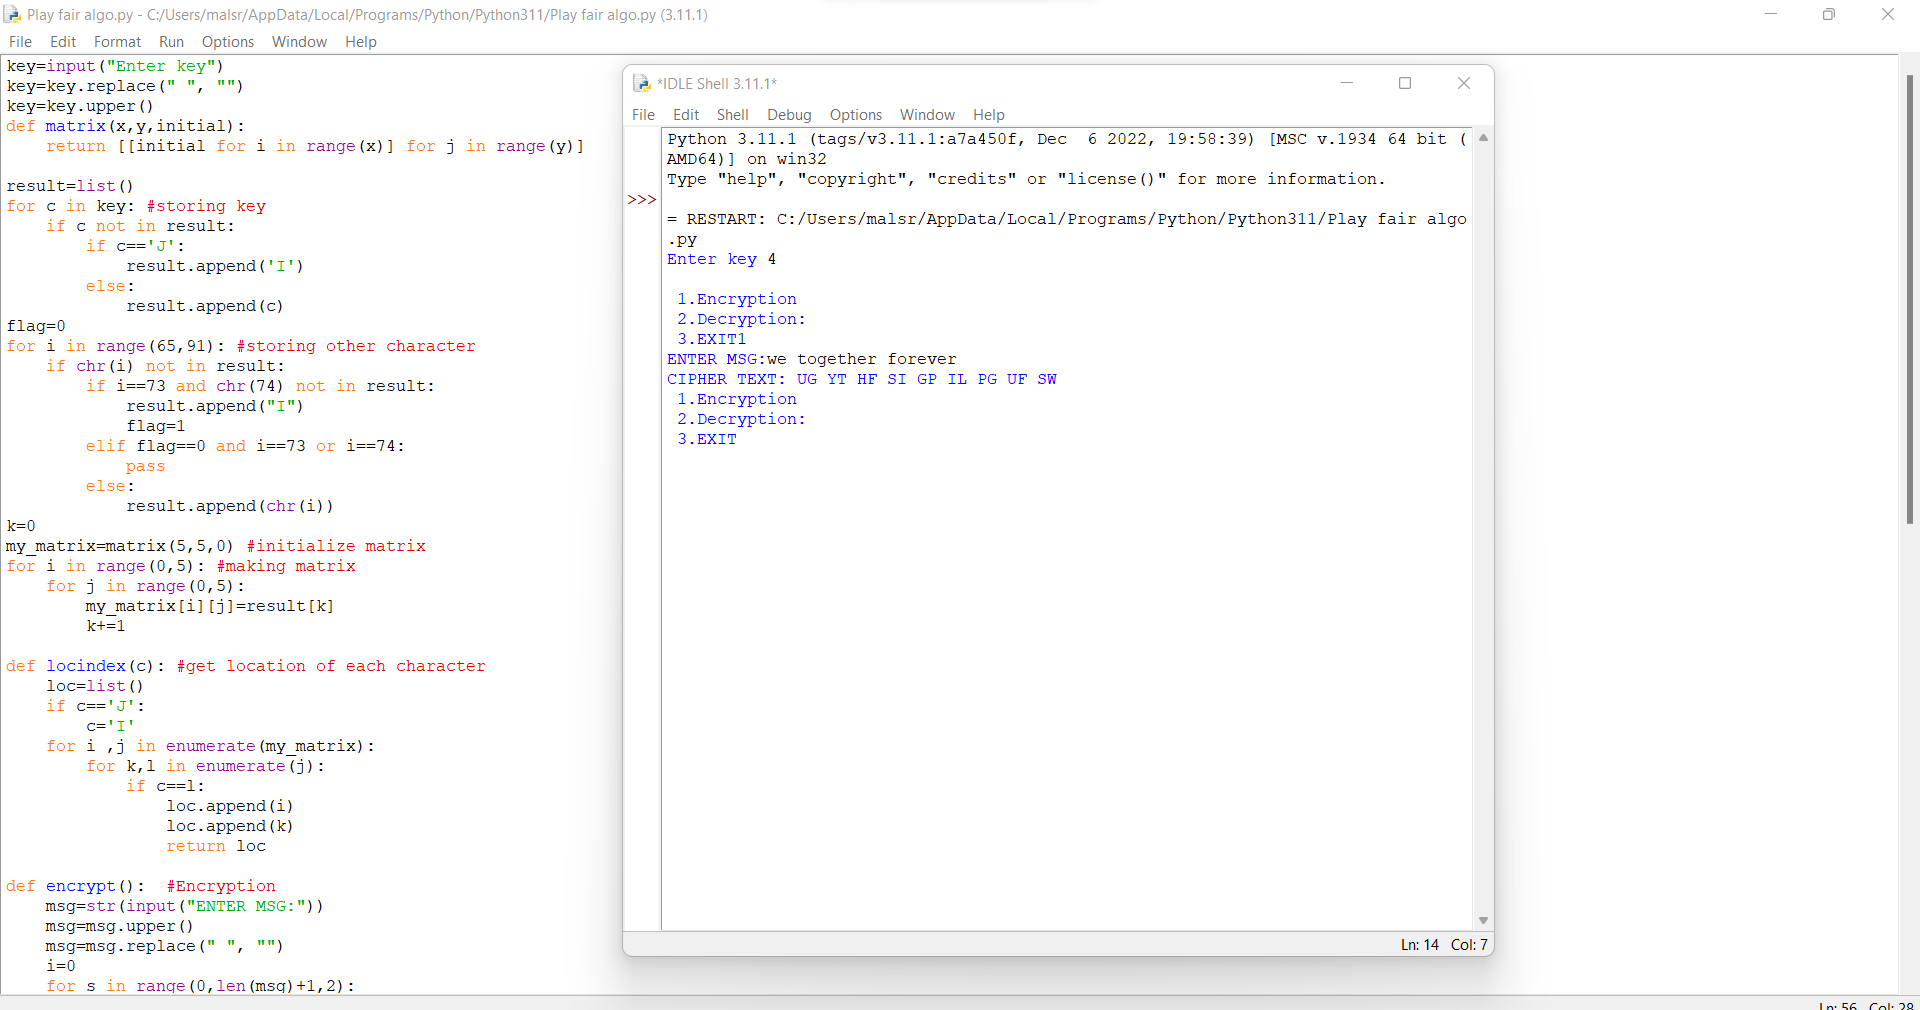 Play fair algo.py - C:/Users/malsr/AppData/Local/Programs/Python/Python311/Play fair algo.py (3.11.1)
File Edit Format Run Options Window Help
key=input("Enter key")
key=key.replace(" ", "")
key=key.upper()
def matrix(x,y,initial):
    return [[initial for i in range(x)] for j in range(y)]

result=list()
for c in key: #storing key
    if c not in result:
        if c=='J':
            result.append('I')
        else:
            result.append(c)
flag=0
for i in range(65,91): #storing other character
    if chr(i) not in result:
        if i==73 and chr(74) not in result:
            result.append("I")
            flag=1
        elif flag==0 and i==73 or i==74:
            pass
        else:
            result.append(chr(i))
k=0
my_matrix=matrix(5,5,0) #initialize matrix
for i in range(0,5): #making matrix
    for j in range(0,5):
        my_matrix[i][j]=result[k]
        k+=1

def locindex(c): #get location of each character
    loc=list()
    if c=='J':
        c='I'
    for i ,j in enumerate(my_matrix):
        for k,l in enumerate(j):
            if c==l:
                loc.append(i)
                loc.append(k)
                return loc

def encrypt():  #Encryption
    msg=str(input("ENTER MSG:"))
    msg=msg.upper()
    msg=msg.replace(" ", "")
    i=0
    for s in range(0,len(msg)+1,2):
Ln: 56 Col: 28
*IDLE Shell 3.11.1*
File Edit Shell Debug Options Window Help
Python 3.11.1 (tags/v3.11.1:a7a450f, Dec  6 2022, 19:58:39) [MSC v.1934 64 bit (
AMD64)] on win32
Type "help", "copyright", "credits" or "license()" for more information.
>>>
= RESTART: C:/Users/malsr/AppData/Local/Programs/Python/Python311/Play fair algo
.py
Enter key 4

 1.Encryption
 2.Decryption:
 3.EXIT1
ENTER MSG:we together forever
CIPHER TEXT: UG YT HF SI GP IL PG UF SW
 1.Encryption
 2.Decryption:
 3.EXIT
Ln: 14 Col: 7